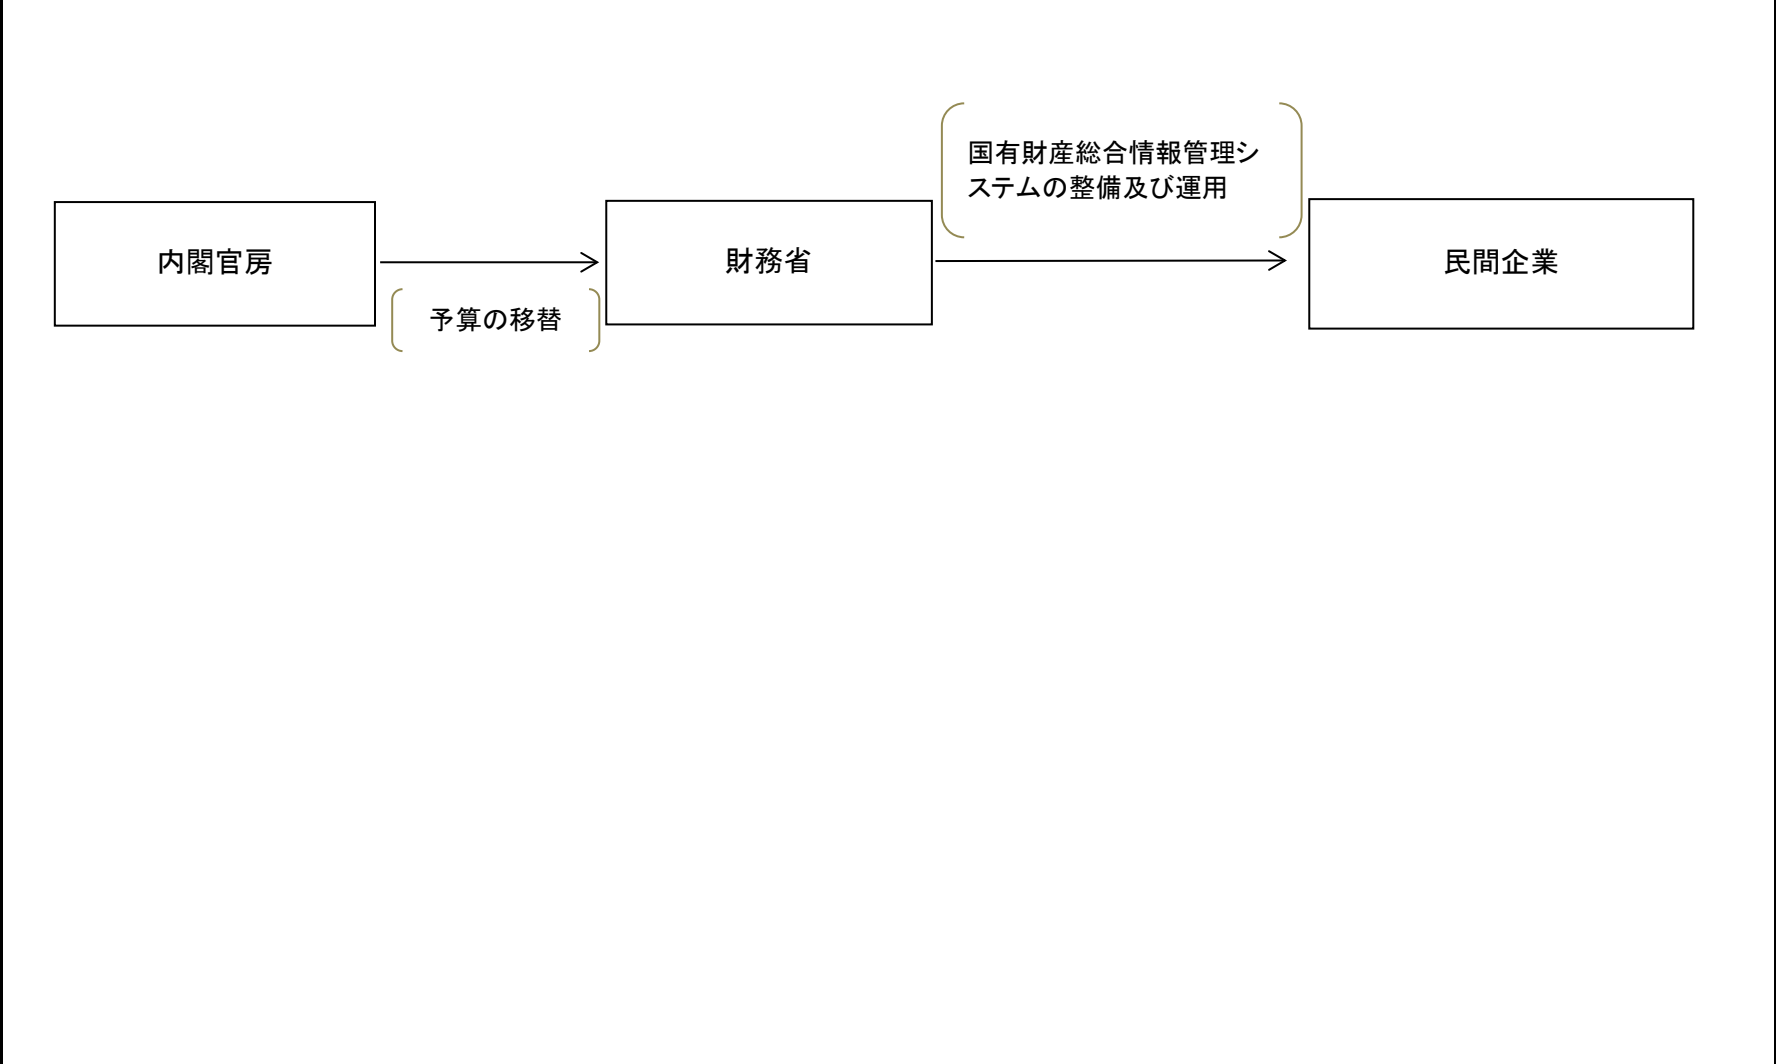 国有財産総合情報管理シ
ステムの整備及び運用
内閣官房
財務省
民間企業
予算の移替